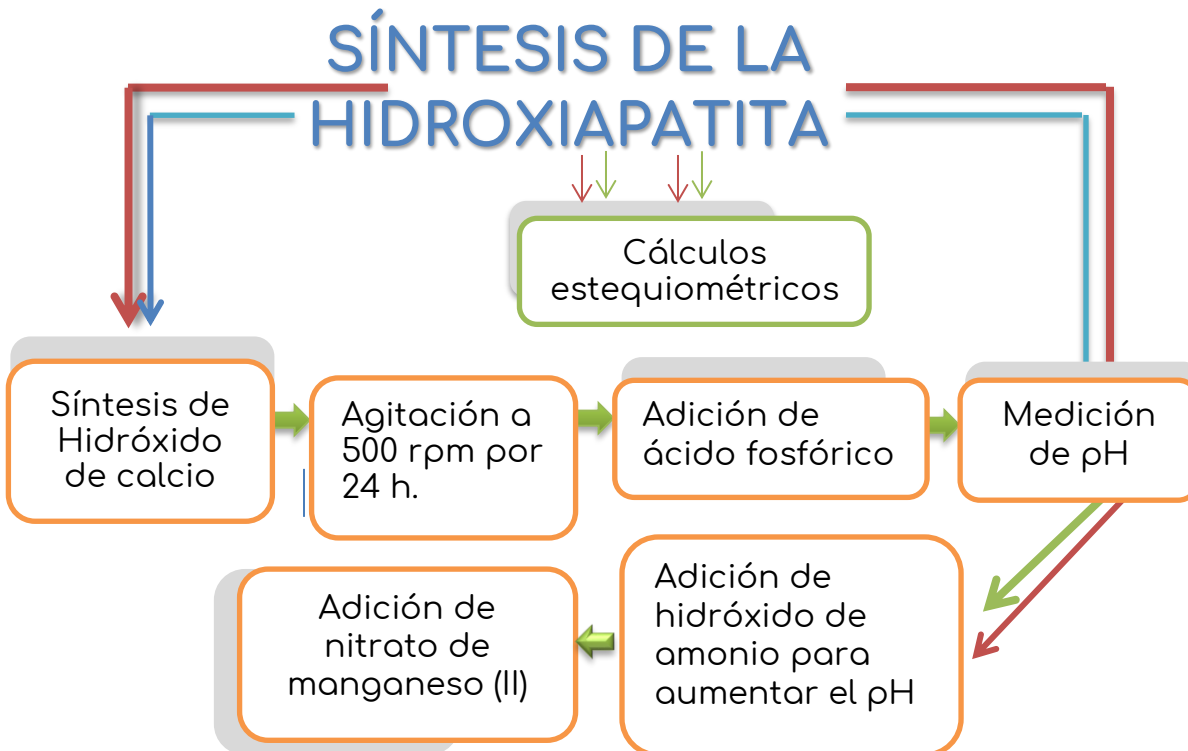 SÍNTESIS DE LA
HIDROXIAPATITA
Cálculos
estequiométricos
Síntesis de
Hidróxido
de calcio
Agitación a
500 rpm por
24 h.
Adición de
ácido fosfórico
Medición
de pH
Adición de
hidróxido de
amonio para
aumentar el pH
Adición de
nitrato de
manganeso (II)